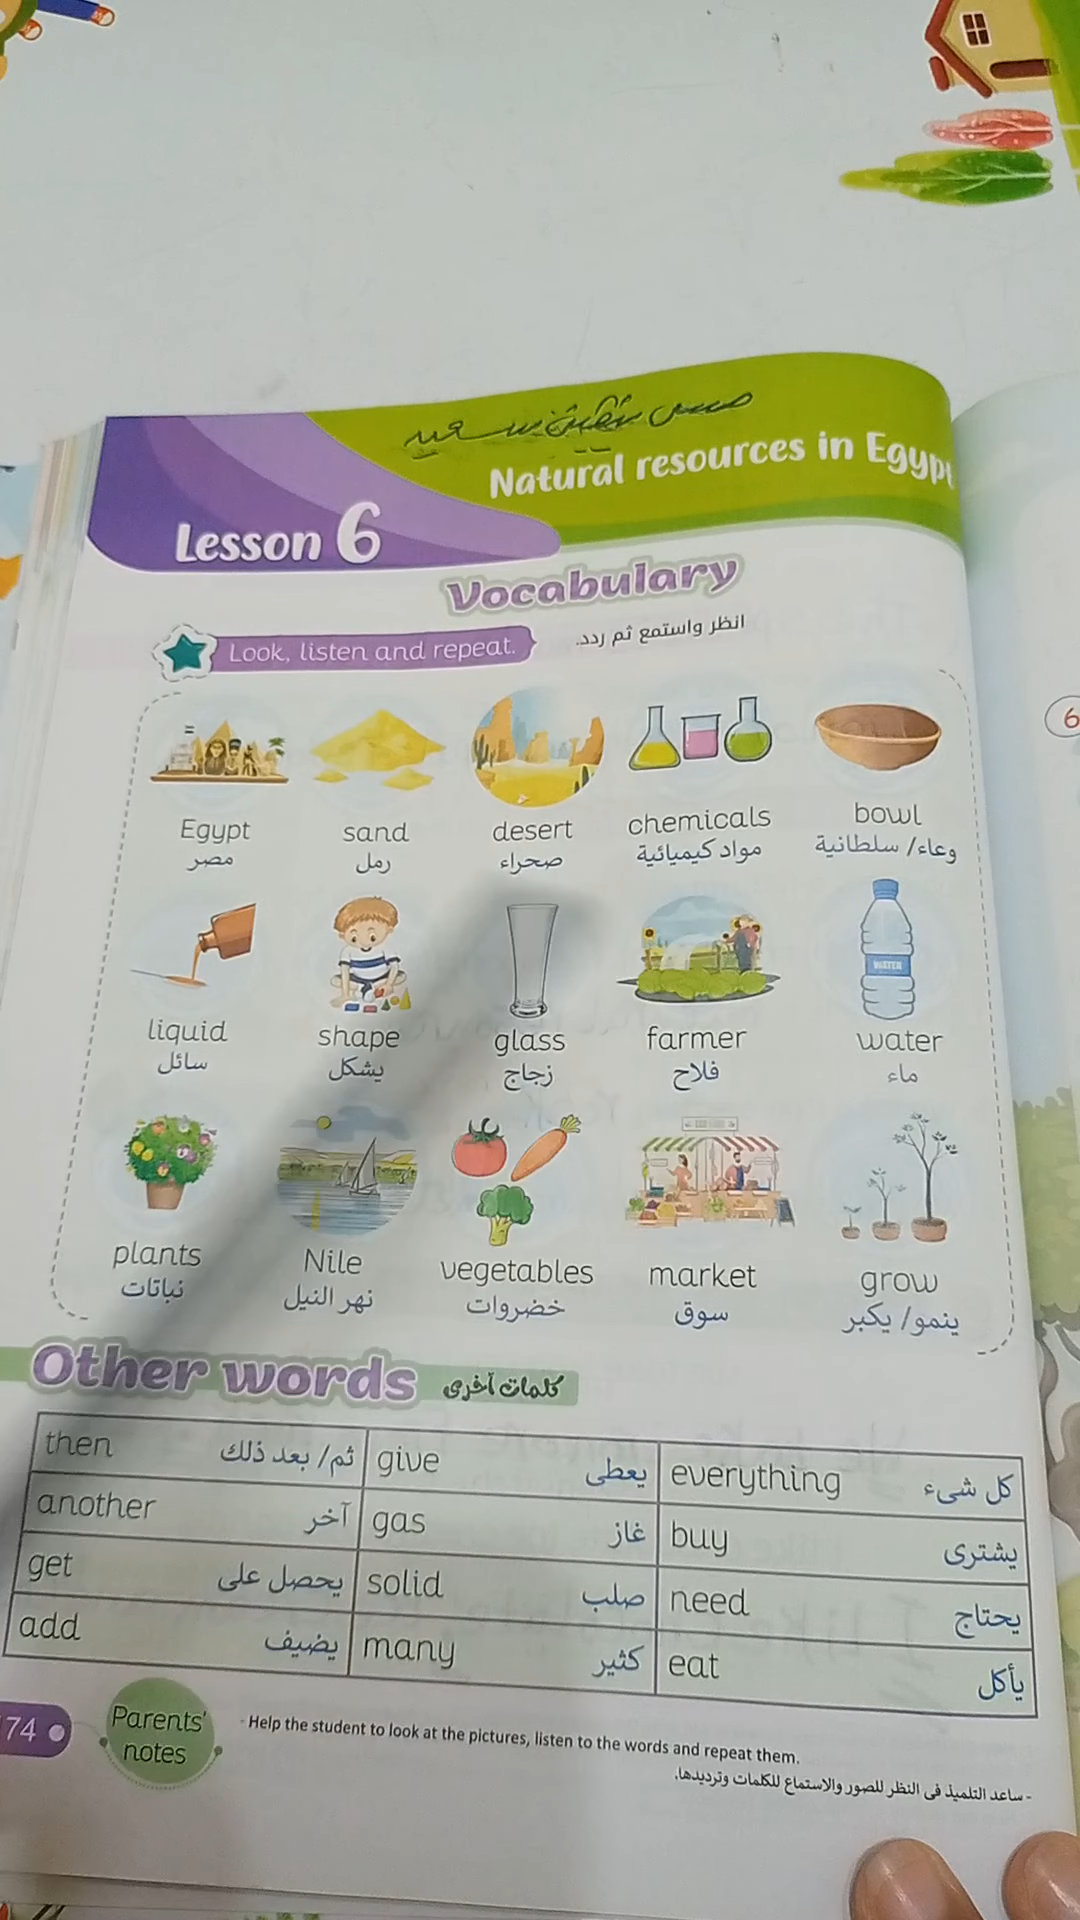 Natural resources in Egypt
Lesson 6
Vocabulary
Look, listen and repeat.
انظر واستمع ثم ردد.
Egypt sand desert chemicals bowl
مصر رمل صحراء مواد كيميائية وعاء/ سلطانية
WATER
liquid shape glass farmer water
سائل يشكل زجاج فلاح ماء
plants Nile vegetables market grow
نباتات نهر النيل خضروات سوق ينمو/ يكبر
Other words كلمات آخرى
then ثم/ بعد ذلك give يعطى everything كل شىء
another آخر gas غاز buy يشترى
get يحصل على solid صلب need يحتاج
add يضيف many كثير eat يأكل
74
Parents' notes
- Help the student to look at the pictures, listen to the words and repeat them.
- ساعد التلميذ فى النظر للصور والاستماع للكلمات وترديدها.
6